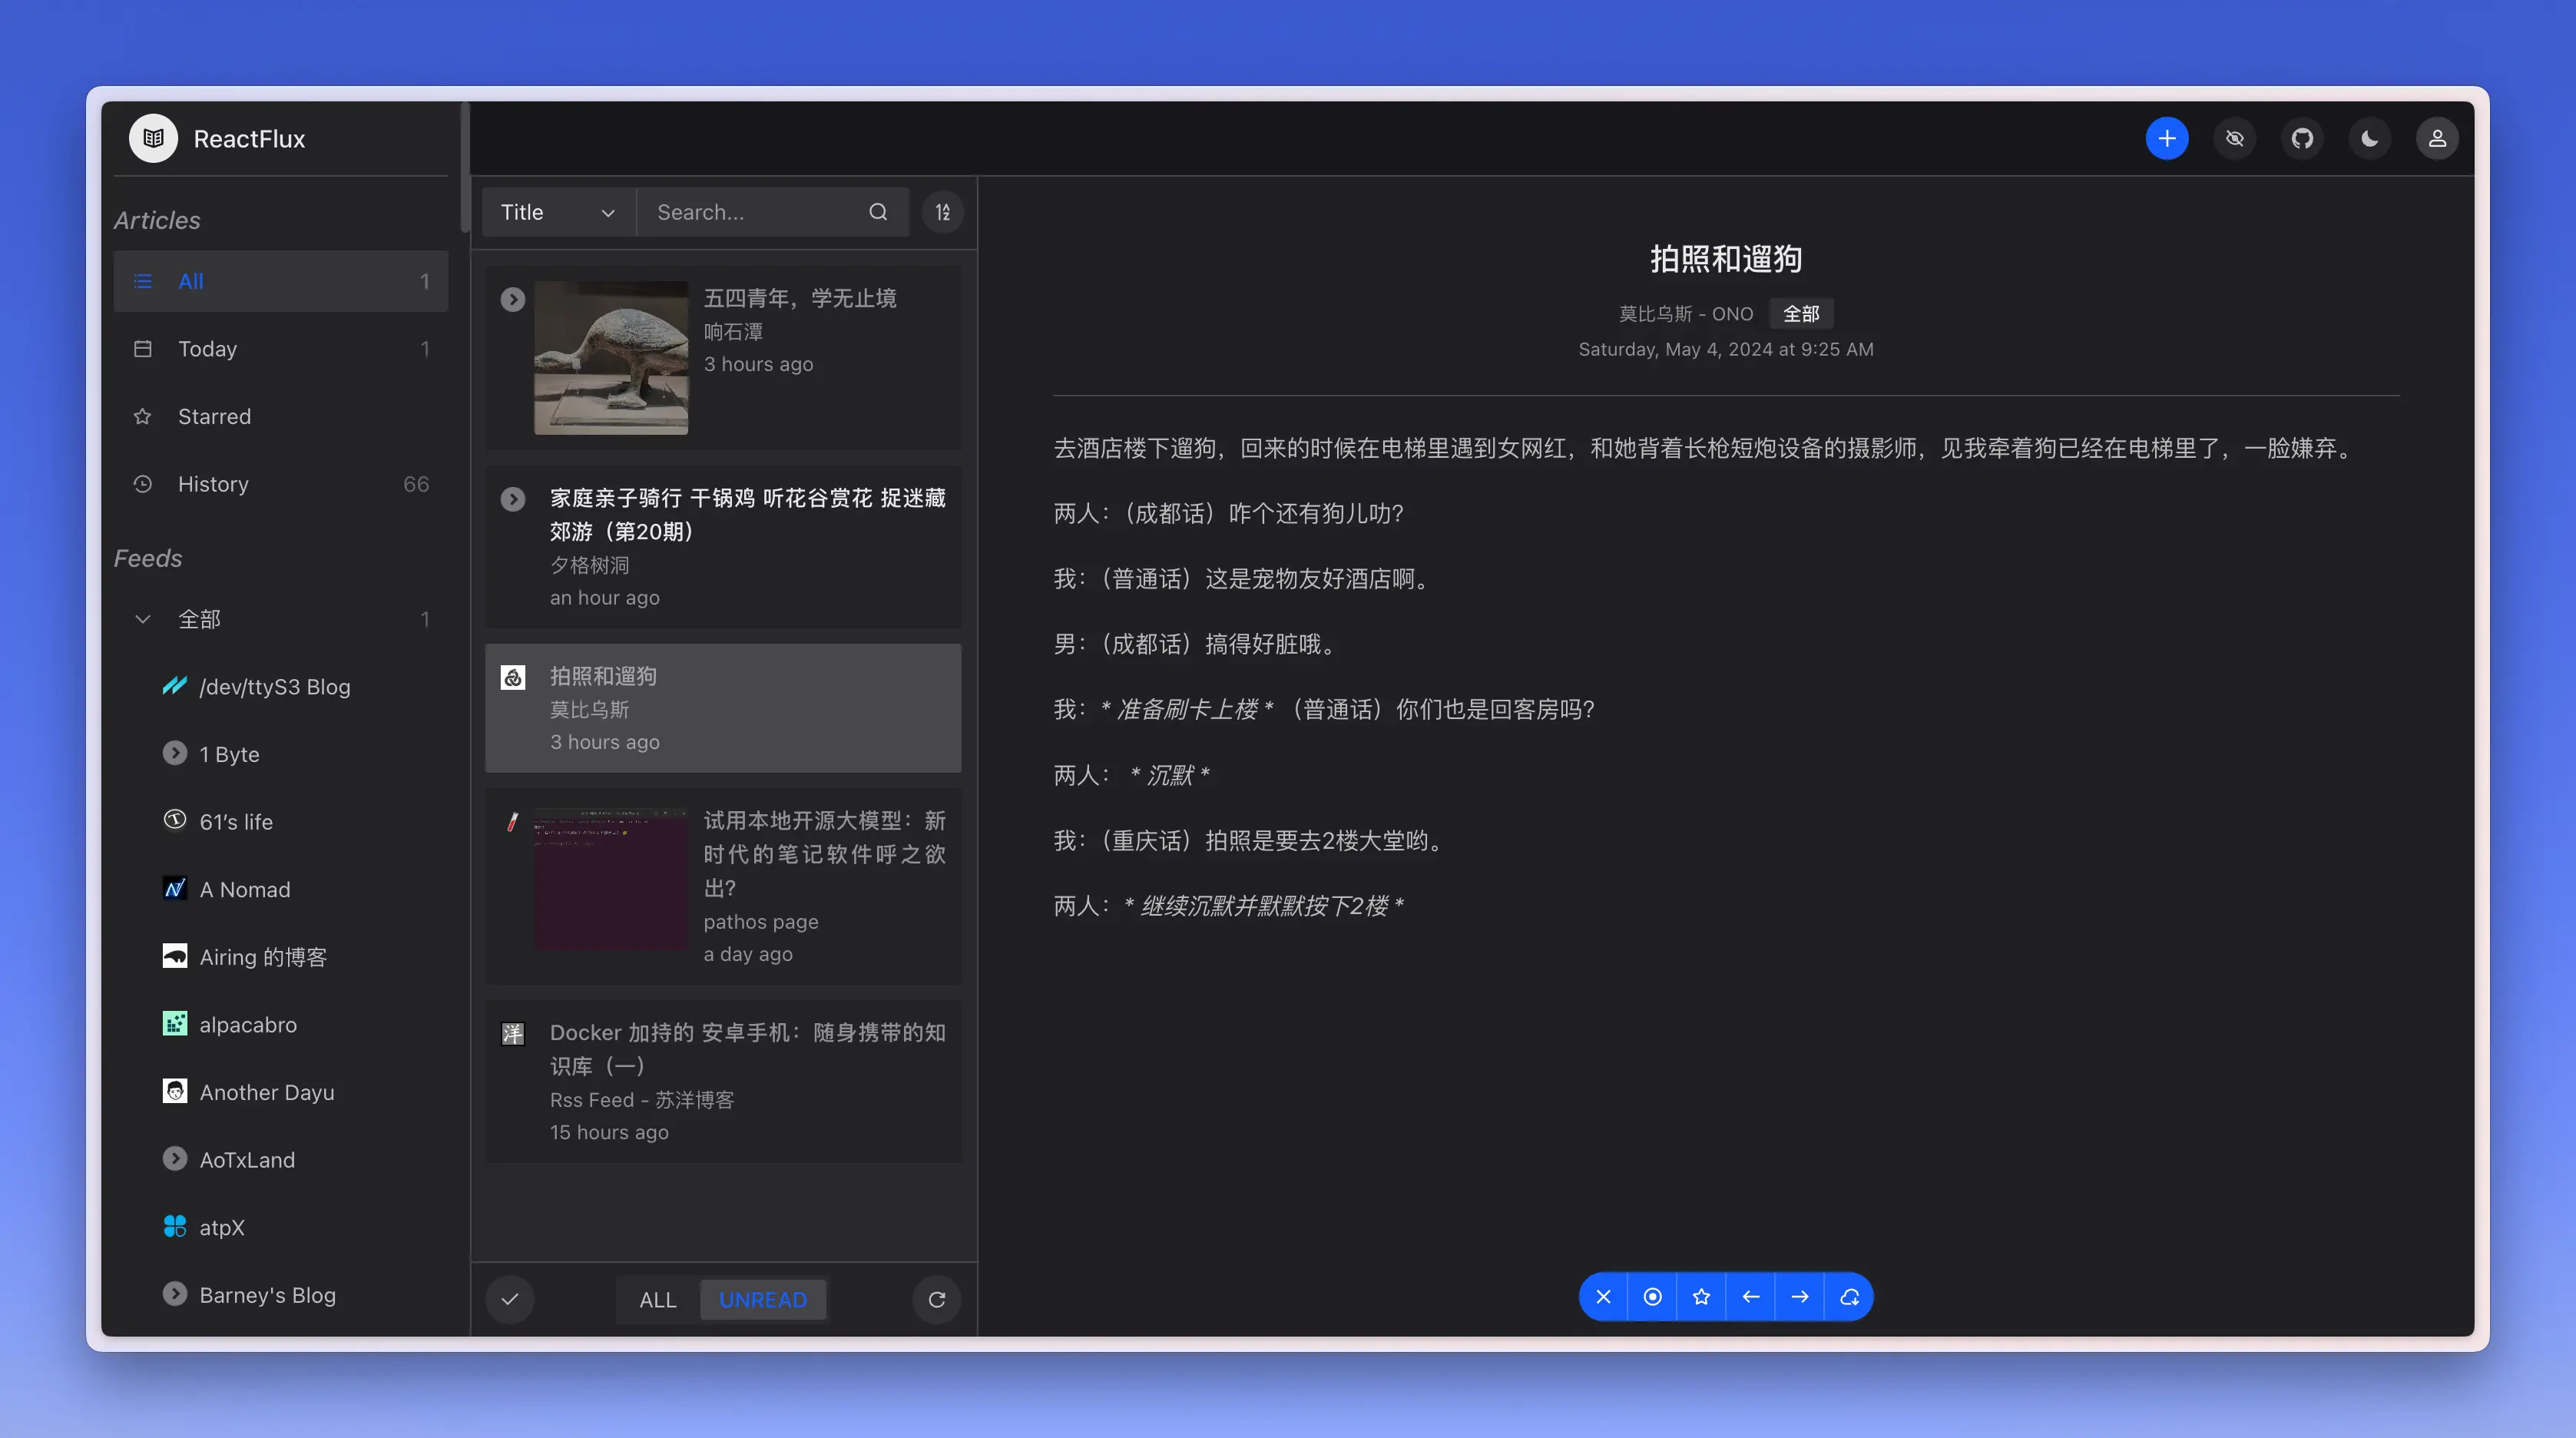 ReactFlux
Articles
All 1
Today 1
Starred
History 66
Feeds
全部 1
/dev/ttyS3 Blog
1 Byte
61’s life
A Nomad
Airing 的博客
alpacabro
Another Dayu
AoTxLand
atpX
Barney's Blog
Title Search...
五四青年，学无止境
响石潭
3 hours ago
家庭亲子骑行 干锅鸡 听花谷赏花 捉迷藏
郊游（第20期）
夕格树洞
an hour ago
拍照和遛狗
莫比乌斯
3 hours ago
试用本地开源大模型：新
时代的笔记软件呼之欲
出？
pathos page
a day ago
洋
Docker 加持的 安卓手机：随身携带的知
识库（一）
Rss Feed - 苏洋博客
15 hours ago
ALL UNREAD
拍照和遛狗
莫比乌斯 - ONO 全部
Saturday, May 4, 2024 at 9:25 AM
去酒店楼下遛狗，回来的时候在电梯里遇到女网红，和她背着长枪短炮设备的摄影师，见我牵着狗已经在电梯里了，一脸嫌弃。
两人：（成都话）咋个还有狗儿叻？
我：（普通话）这是宠物友好酒店啊。
男：（成都话）搞得好脏哦。
我：* 准备刷卡上楼 *（普通话）你们也是回客房吗？
两人： * 沉默 *
我：（重庆话）拍照是要去2楼大堂哟。
两人：* 继续沉默并默默按下2楼 *